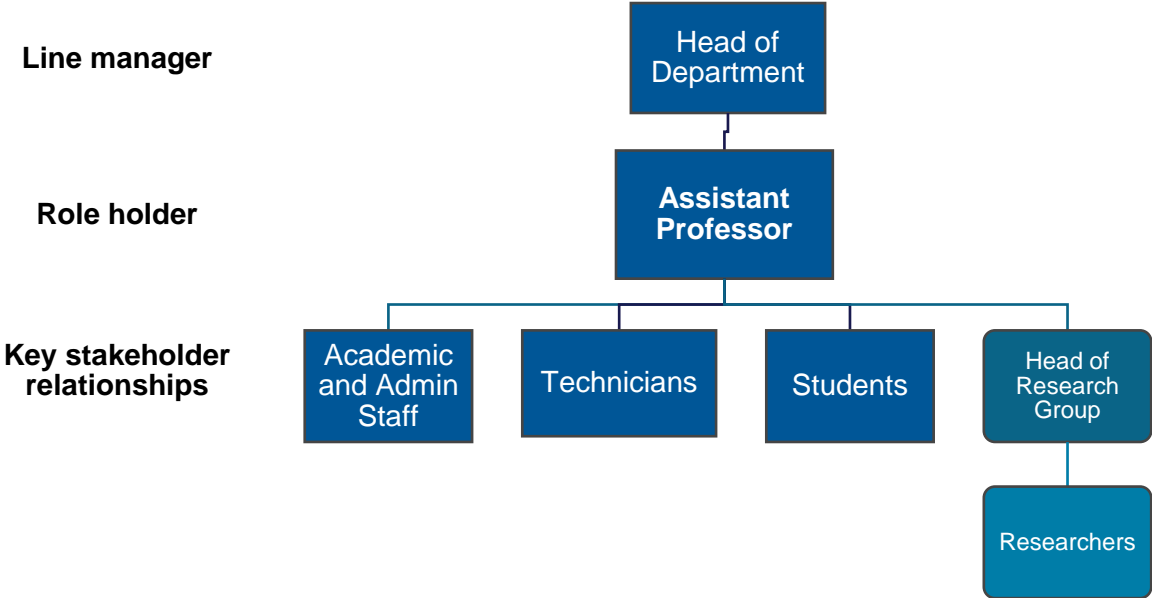 Line manager
Head of
Department
Role holder
Assistant
Professor
Key stakeholder
relationships
Academic
and Admin
Staff
Technicians
Students
Head of
Research
Group
Researchers